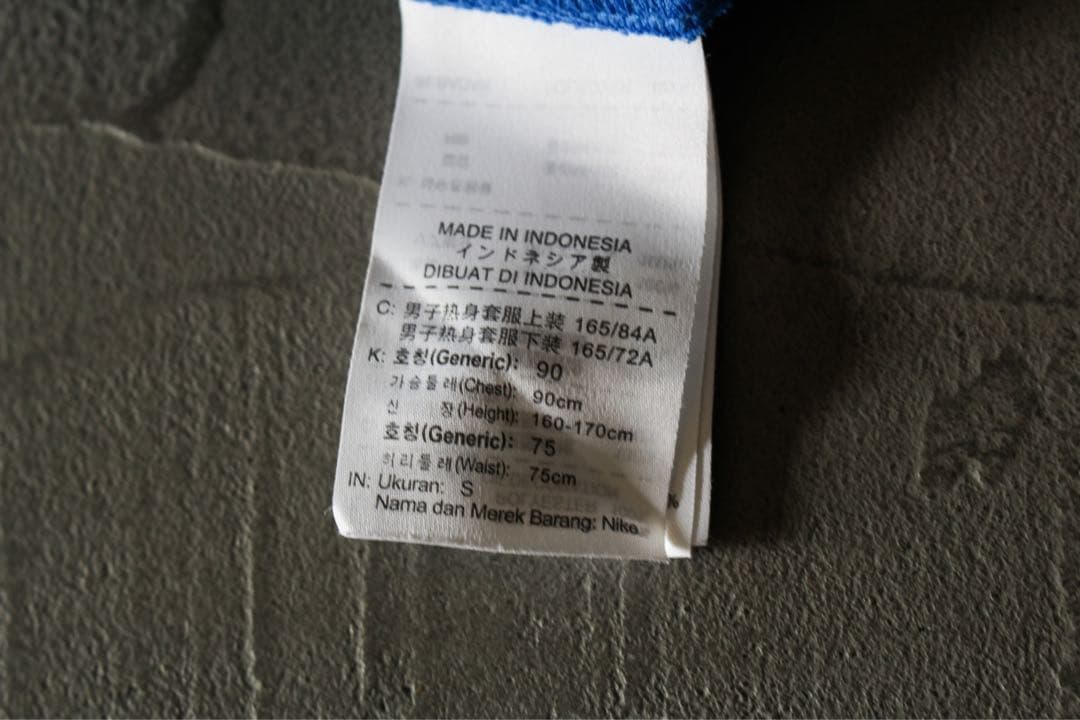 MADE IN INDONESIA
インドネシア製
DIBUAT DI INDONESIA
C: 男子热身套服上装 165/84A
男子热身套服下装 165/72A
K: 호칭(Generic): 90
가슴둘레(Chest): 90cm
신 장(Height): 160-170cm
호칭(Generic): 75
허리둘레(Waist): 75cm
IN: Ukuran: S
Nama dan Merek Barang: Nike
%